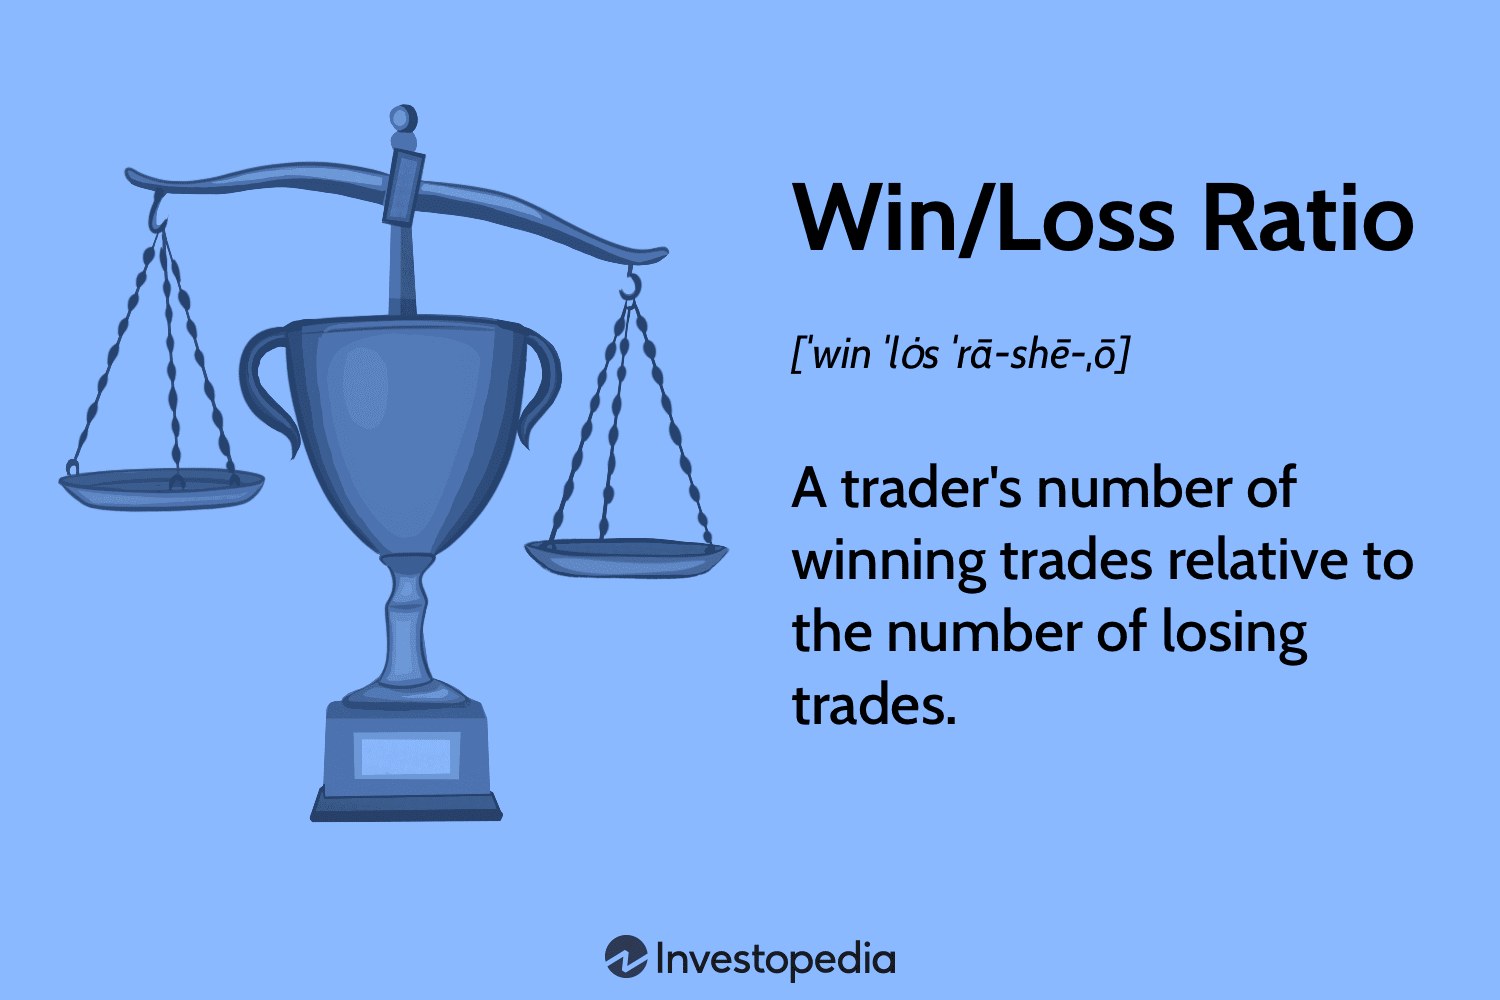 Win/Loss Ratio
[ˈwin ˈlȯs ˈrā-shē-ˌō]
A trader's number of
winning trades relative to
the number of losing
trades.
Investopedia